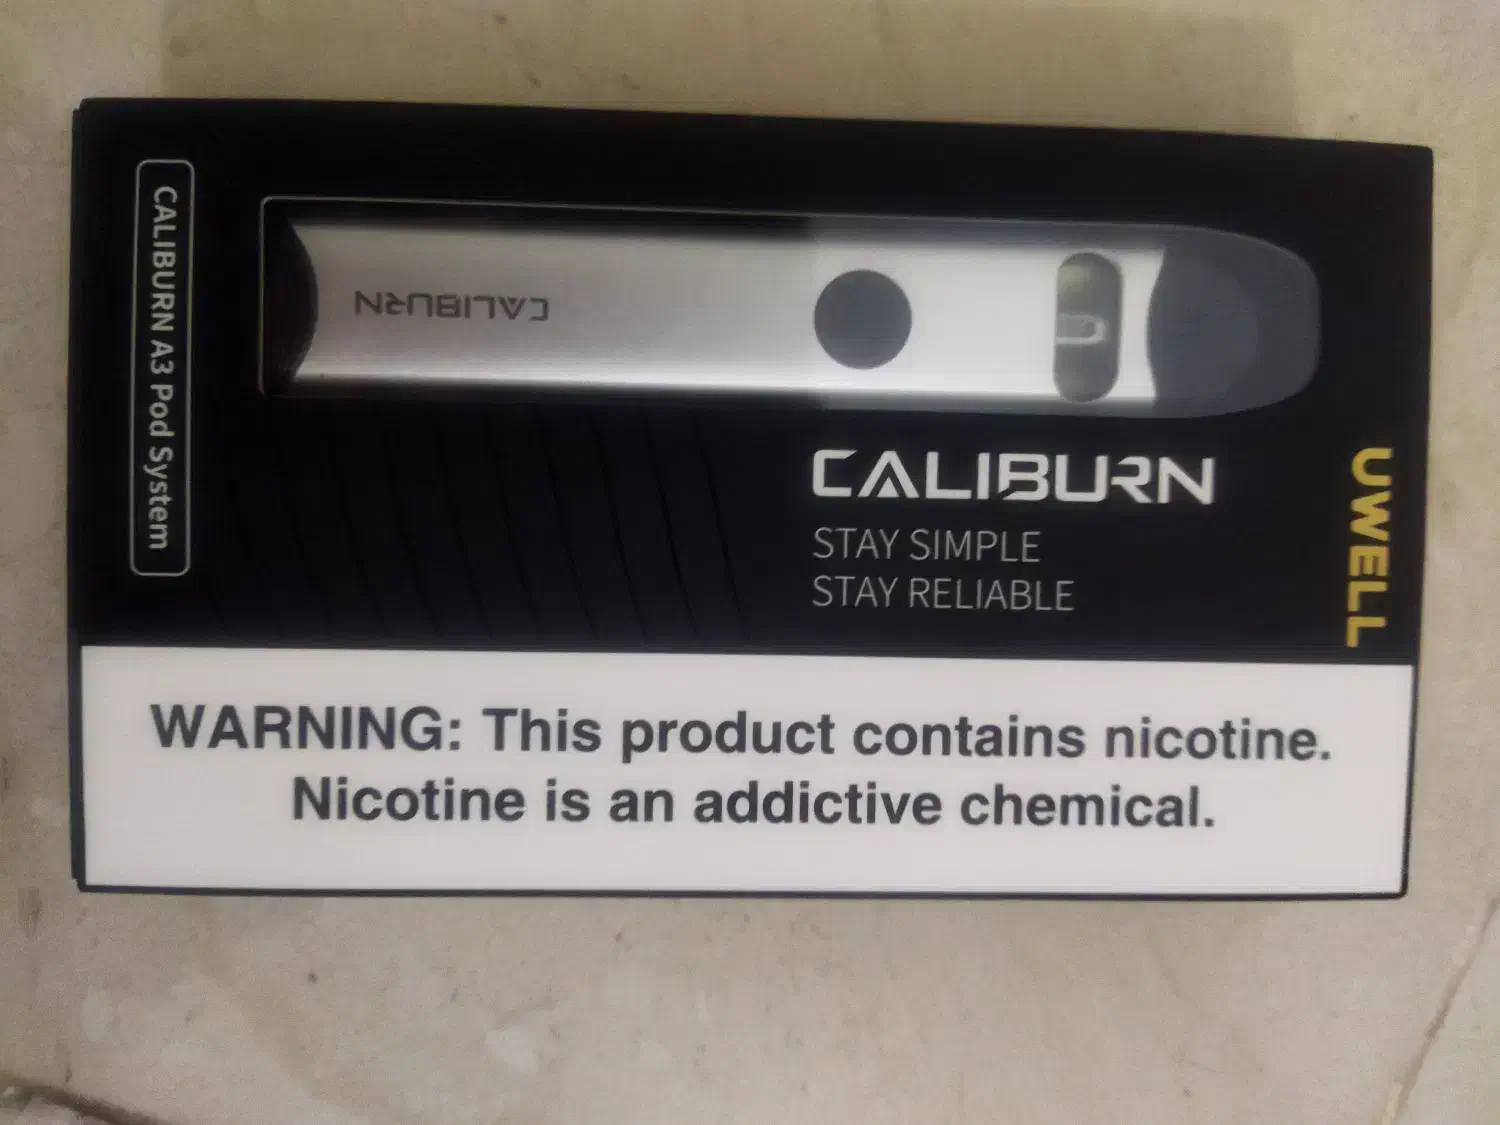 CALIBURN A3 Pod System
CALIBURN
CALIBURN
STAY SIMPLE
STAY RELIABLE
UWELL
WARNING: This product contains nicotine.
Nicotine is an addictive chemical.